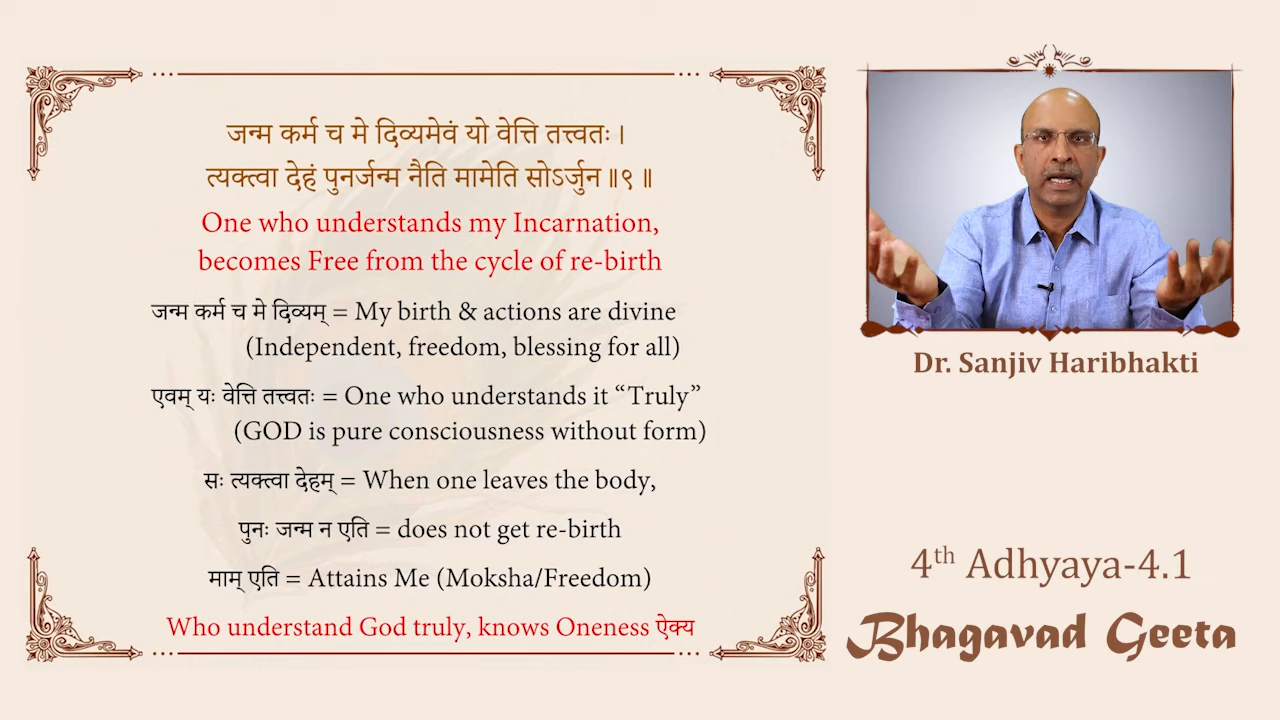 जन्म कर्म च मे दिव्यमेवं यो वेत्ति तत्त्वतः ।
त्यक्त्वा देहं पुनर्जन्म नैति मामेति सोऽर्जुन ॥९ ॥
One who understands my Incarnation,
becomes Free from the cycle of re-birth
जन्म कर्म च मे दिव्यम् = My birth & actions are divine
(Independent, freedom, blessing for all)
एवम् यः वेत्ति तत्त्वतः = One who understands it “Truly”
(GOD is pure consciousness without form)
सः त्यक्त्वा देहम् = When one leaves the body,
पुनः जन्म न एति = does not get re-birth
माम् एति = Attains Me (Moksha/Freedom)
Who understand God truly, knows Oneness ऐक्य
Dr. Sanjiv Haribhakti
4th Adhyaya-4.1
Bhagavad Geeta